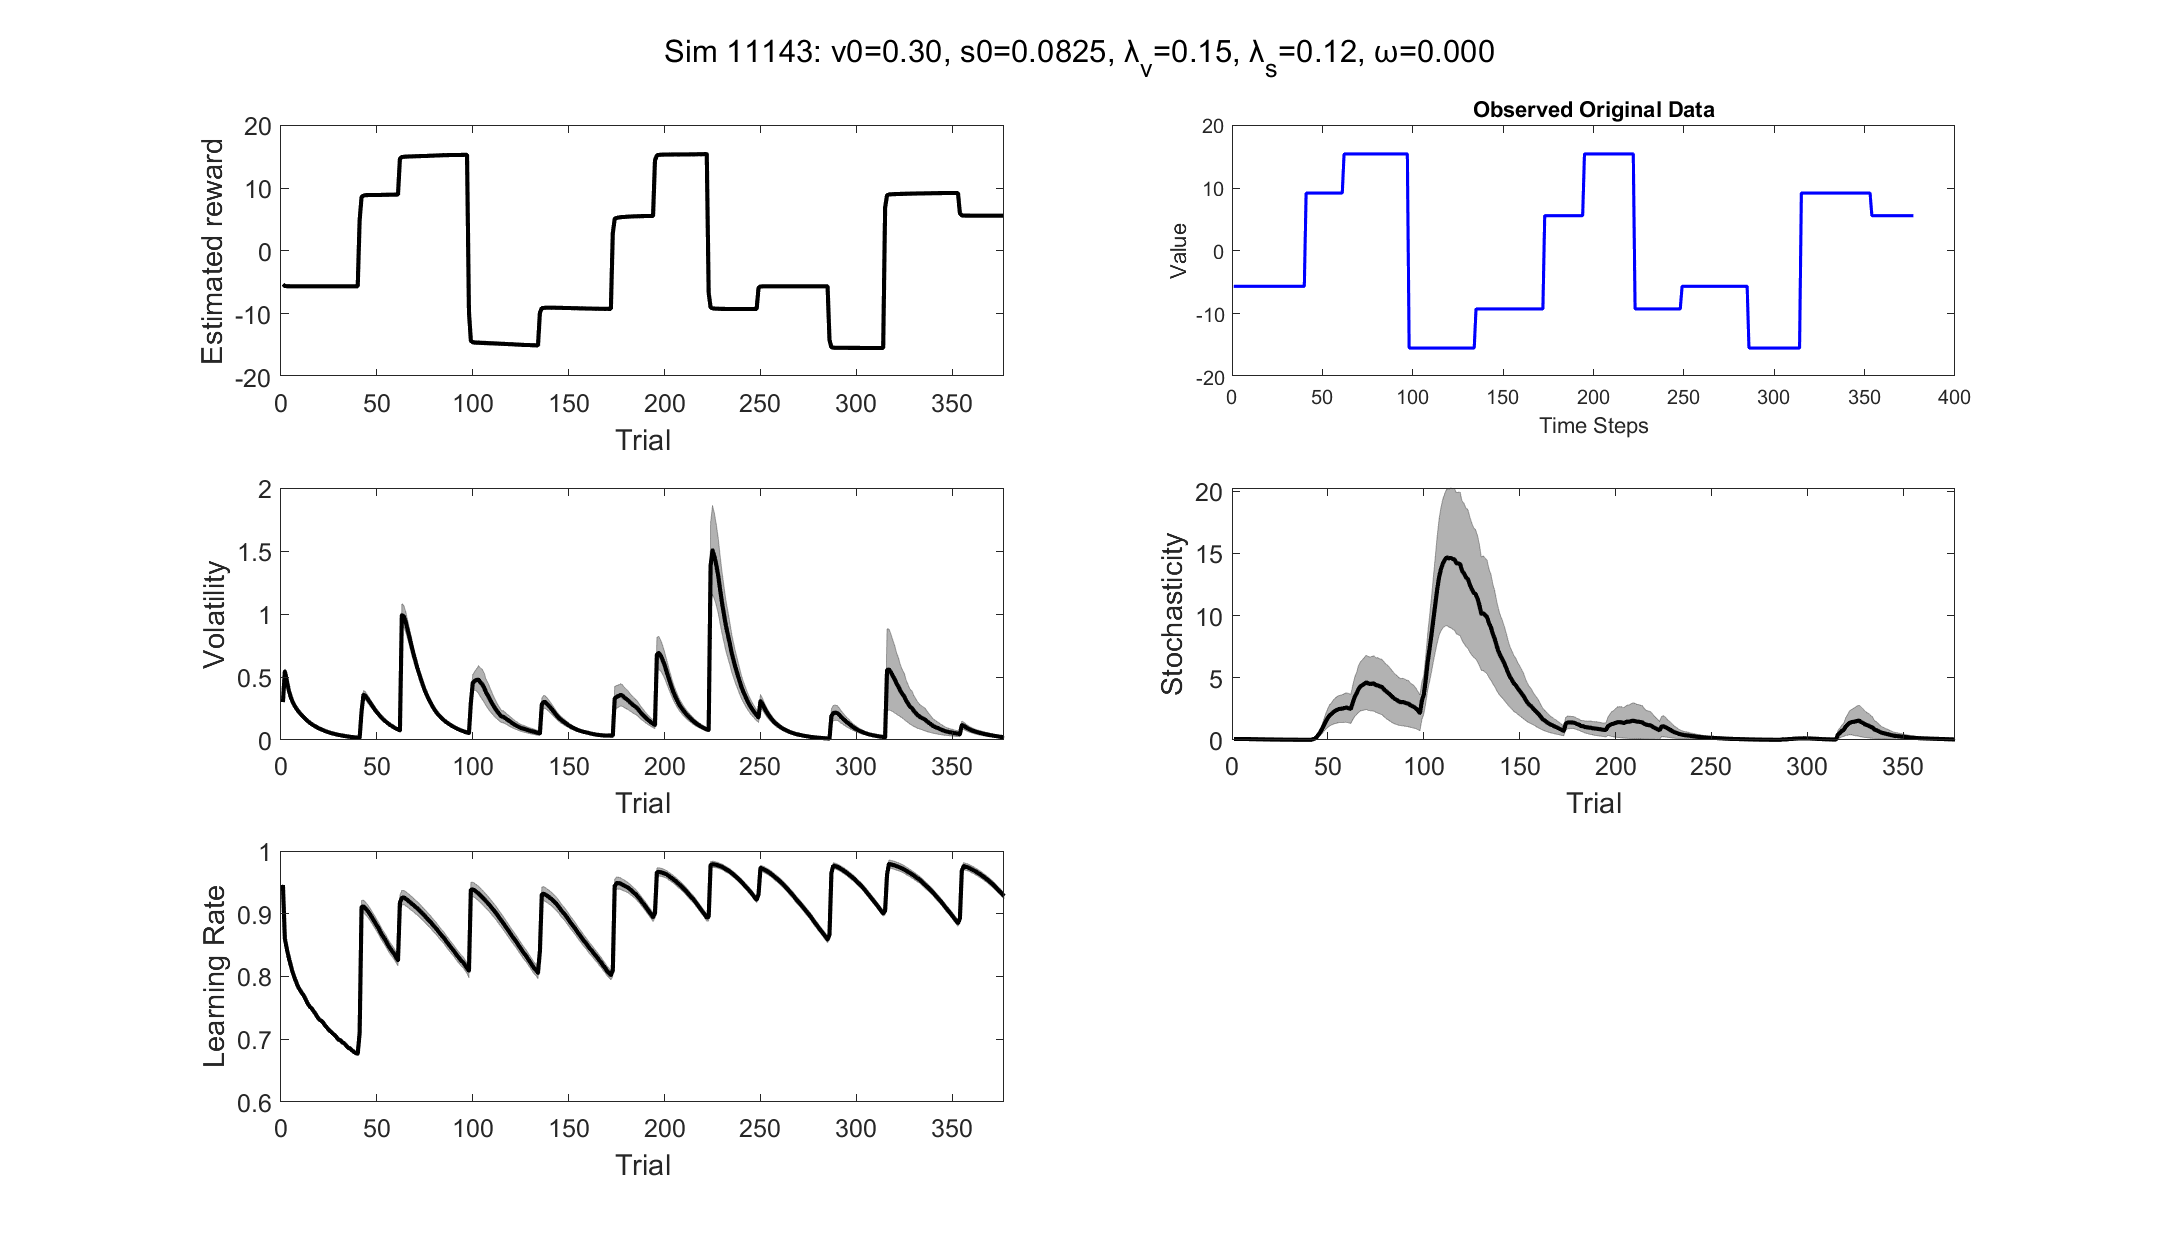 Sim 11143: v0=0.30, s0=0.0825, λ_v=0.15, λ_s=0.12, ω=0.000
Estimated reward
20
10
0
-10
-20
0 50 100 150 200 250 300 350
Trial
Observed Original Data
Value
20
10
0
-10
-20
0 50 100 150 200 250 300 350 400
Time Steps
Volatility
2
1.5
1
0.5
0
0 50 100 150 200 250 300 350
Trial
Stochasticity
20
15
10
5
0
0 50 100 150 200 250 300 350
Trial
Learning Rate
1
0.9
0.8
0.7
0.6
0 50 100 150 200 250 300 350
Trial